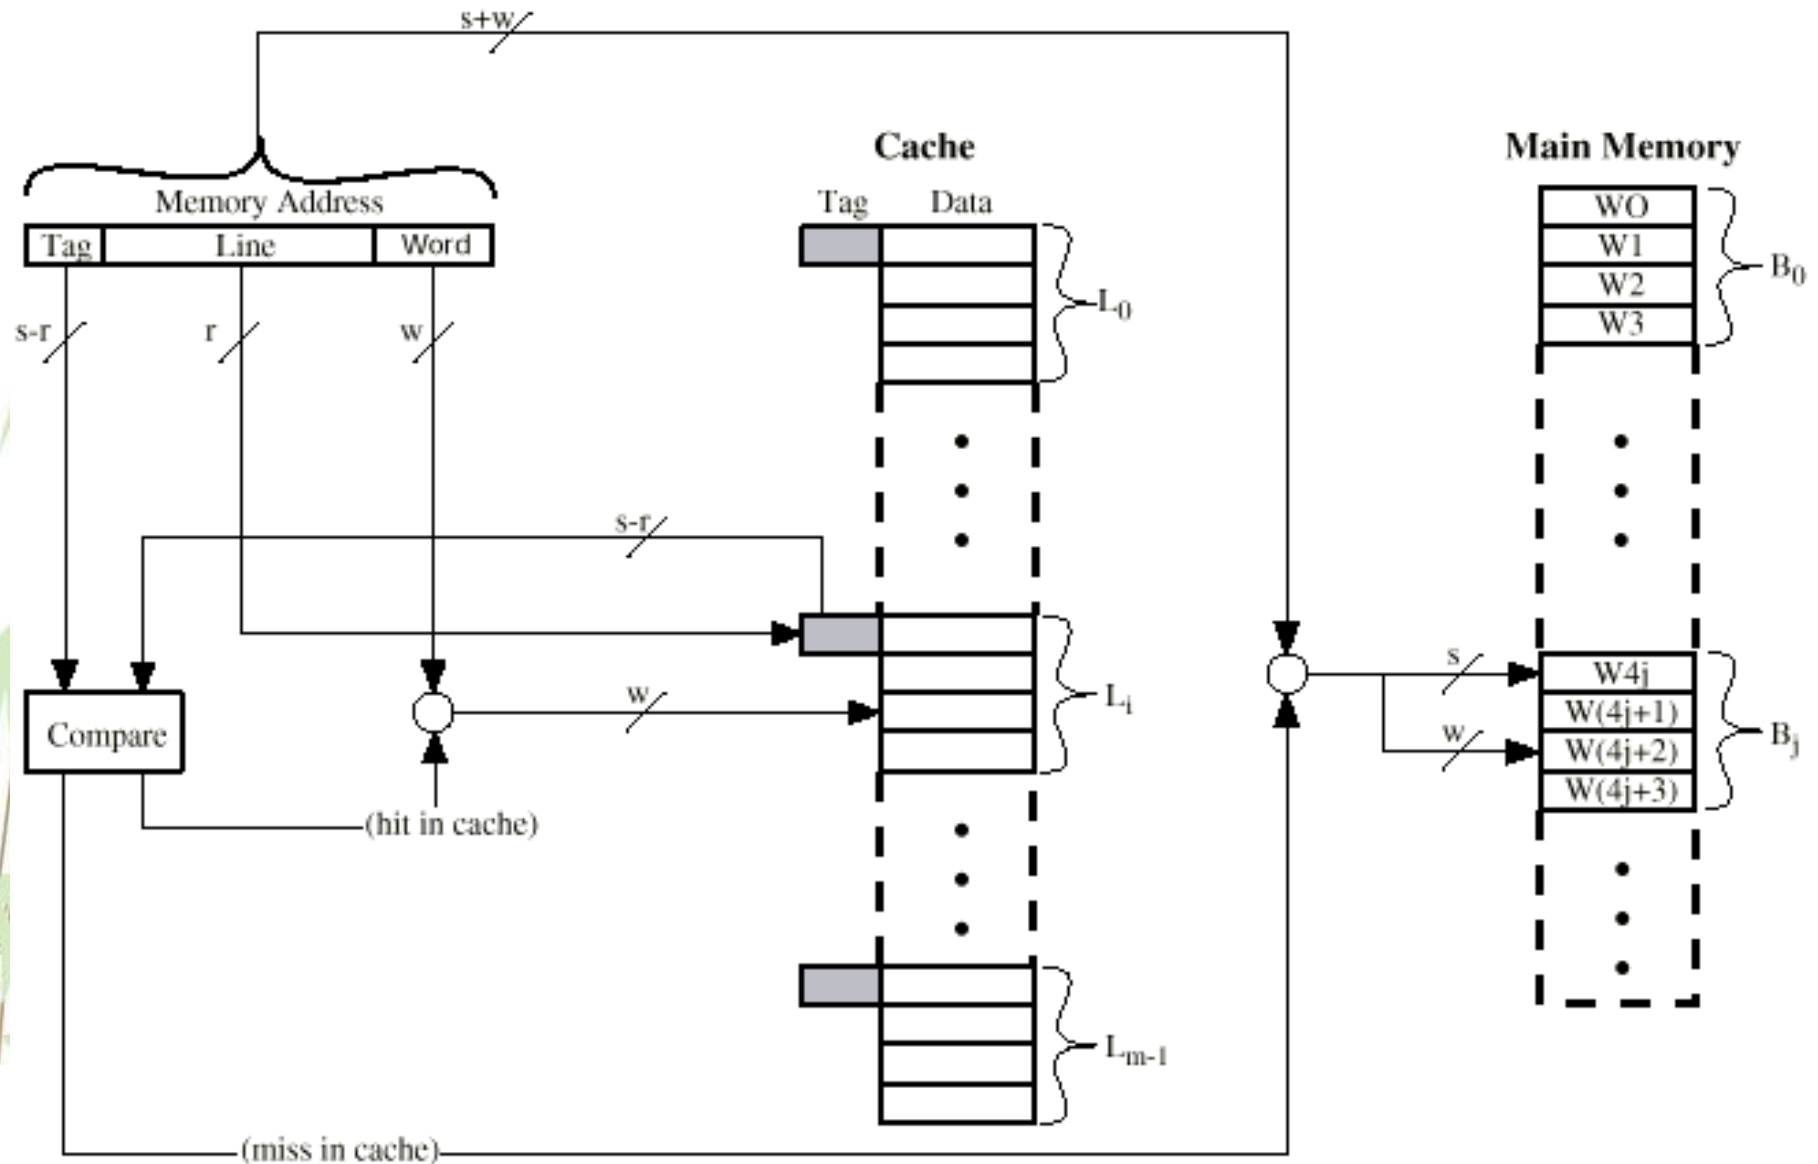 s+w
Cache
Main Memory
Memory Address
Tag Data
Tag Line Word
WO
W1
W2
W3
B0
L0
s-r
r
w
s-r
s
W4j
W(4j+1)
W(4j+2)
W(4j+3)
w
Bj
w
Li
Compare
(hit in cache)
Lm-1
(miss in cache)